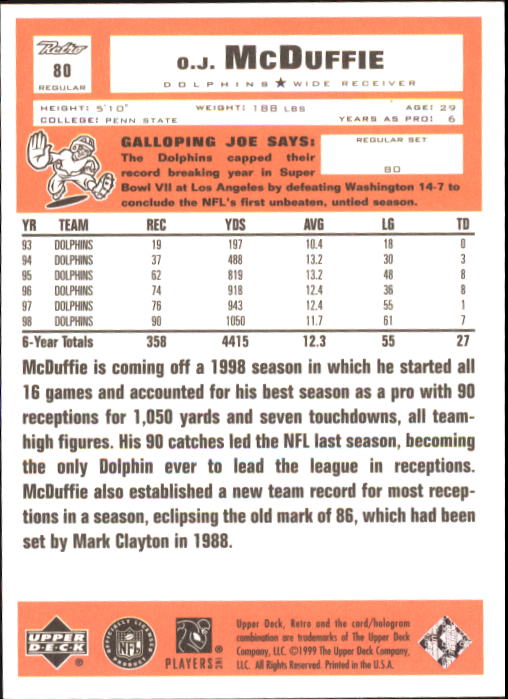 Retro
80
REGULAR
O.J. McDUFFIE
DOLPHINS ★ WIDE RECEIVER
HEIGHT: 5'10" WEIGHT: 188 LBS AGE: 29
COLLEGE: PENN STATE YEARS AS PRO: 6
GALLOPING JOE SAYS:
The Dolphins capped their
record breaking year in Super
Bowl VII at Los Angeles by defeating Washington 14-7 to
conclude the NFL's first unbeaten, untied season.
REGULAR SET
80
YR TEAM REC YDS AVG LG TD
93 DOLPHINS 19 197 10.4 18 0
94 DOLPHINS 37 488 13.2 30 3
95 DOLPHINS 62 819 13.2 48 8
96 DOLPHINS 74 918 12.4 36 8
97 DOLPHINS 76 943 12.4 55 1
98 DOLPHINS 90 1050 11.7 61 7
6-Year Totals 358 4415 12.3 55 27
McDuffie is coming off a 1998 season in which he started all
16 games and accounted for his best season as a pro with 90
receptions for 1,050 yards and seven touchdowns, all team-
high figures. His 90 catches led the NFL last season, becoming
the only Dolphin ever to lead the league in receptions.
McDuffie also established a new team record for most recep-
tions in a season, eclipsing the old mark of 86, which had been
set by Mark Clayton in 1988.
UPPER
DECK
OFFICIALLY LICENSED
NFL
PRODUCT
PLAYERS INC
Upper Deck, Retro and the card/hologram
combination are trademarks of The Upper Deck
Company, LLC. ©1999 The Upper Deck
Company, LLC.
All Rights Reserved. Printed in the U.S.A.